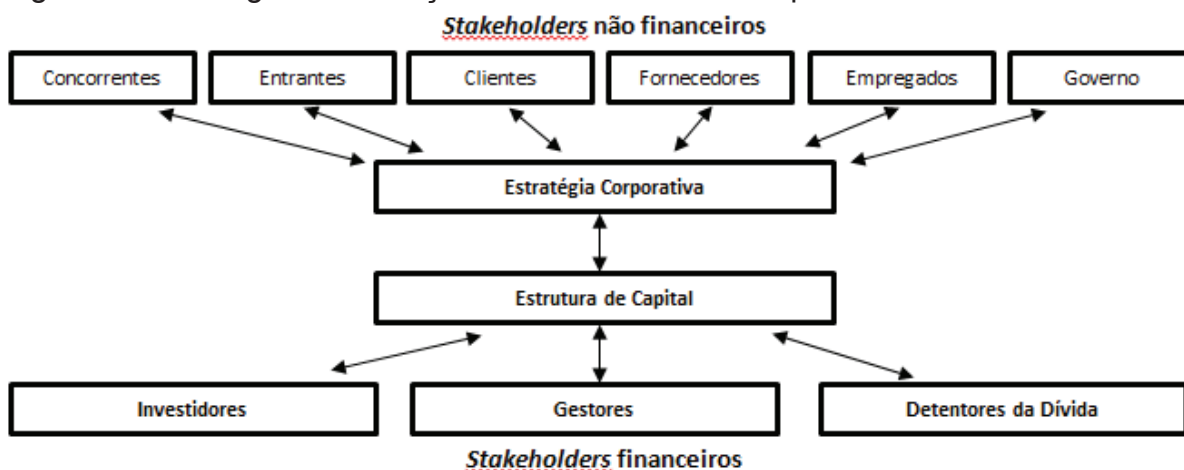 Stakeholders não financeiros
Concorrentes Entrantes Clientes Fornecedores Empregados Governo
Estratégia Corporativa
Estrutura de Capital
Investidores Gestores Detentores da Dívida
Stakeholders financeiros